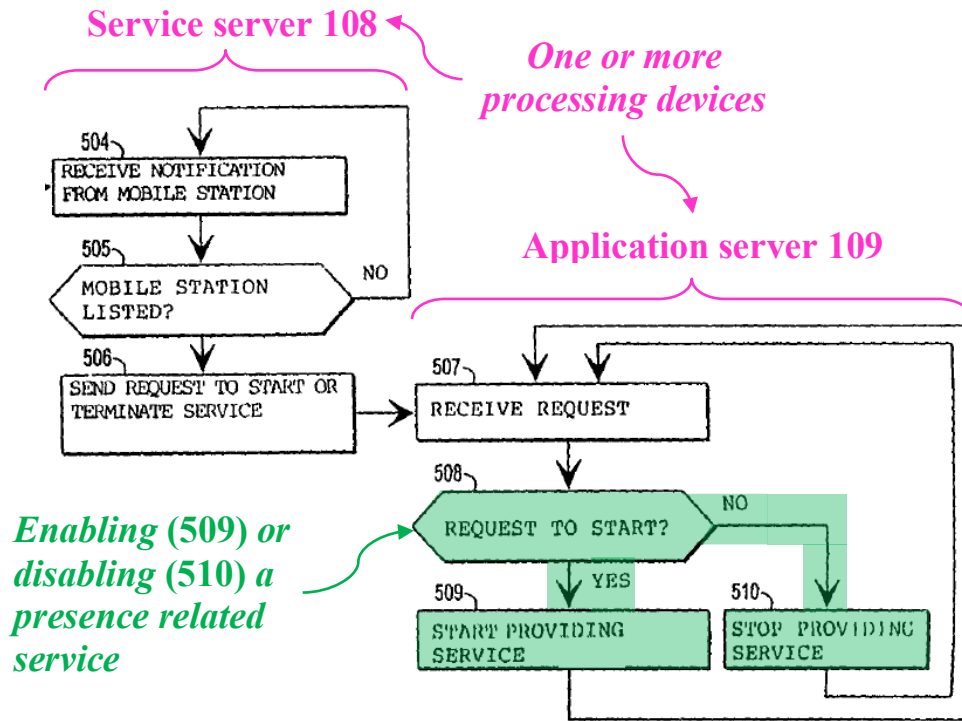 Service server 108
One or more
processing devices
504
RECEIVE NOTIFICATION
FROM MOBILE STATION
505
MOBILE STATION
LISTED?
NO
Application server 109
506
SEND REQUEST TO START OR
TERMINATE SERVICE
507
RECEIVE REQUEST
508
REQUEST TO START?
NO
YES
Enabling (509) or
disabling (510) a
presence related
service
509
START PROVIDING
SERVICE
510
STOP PROVIDING
SERVICE